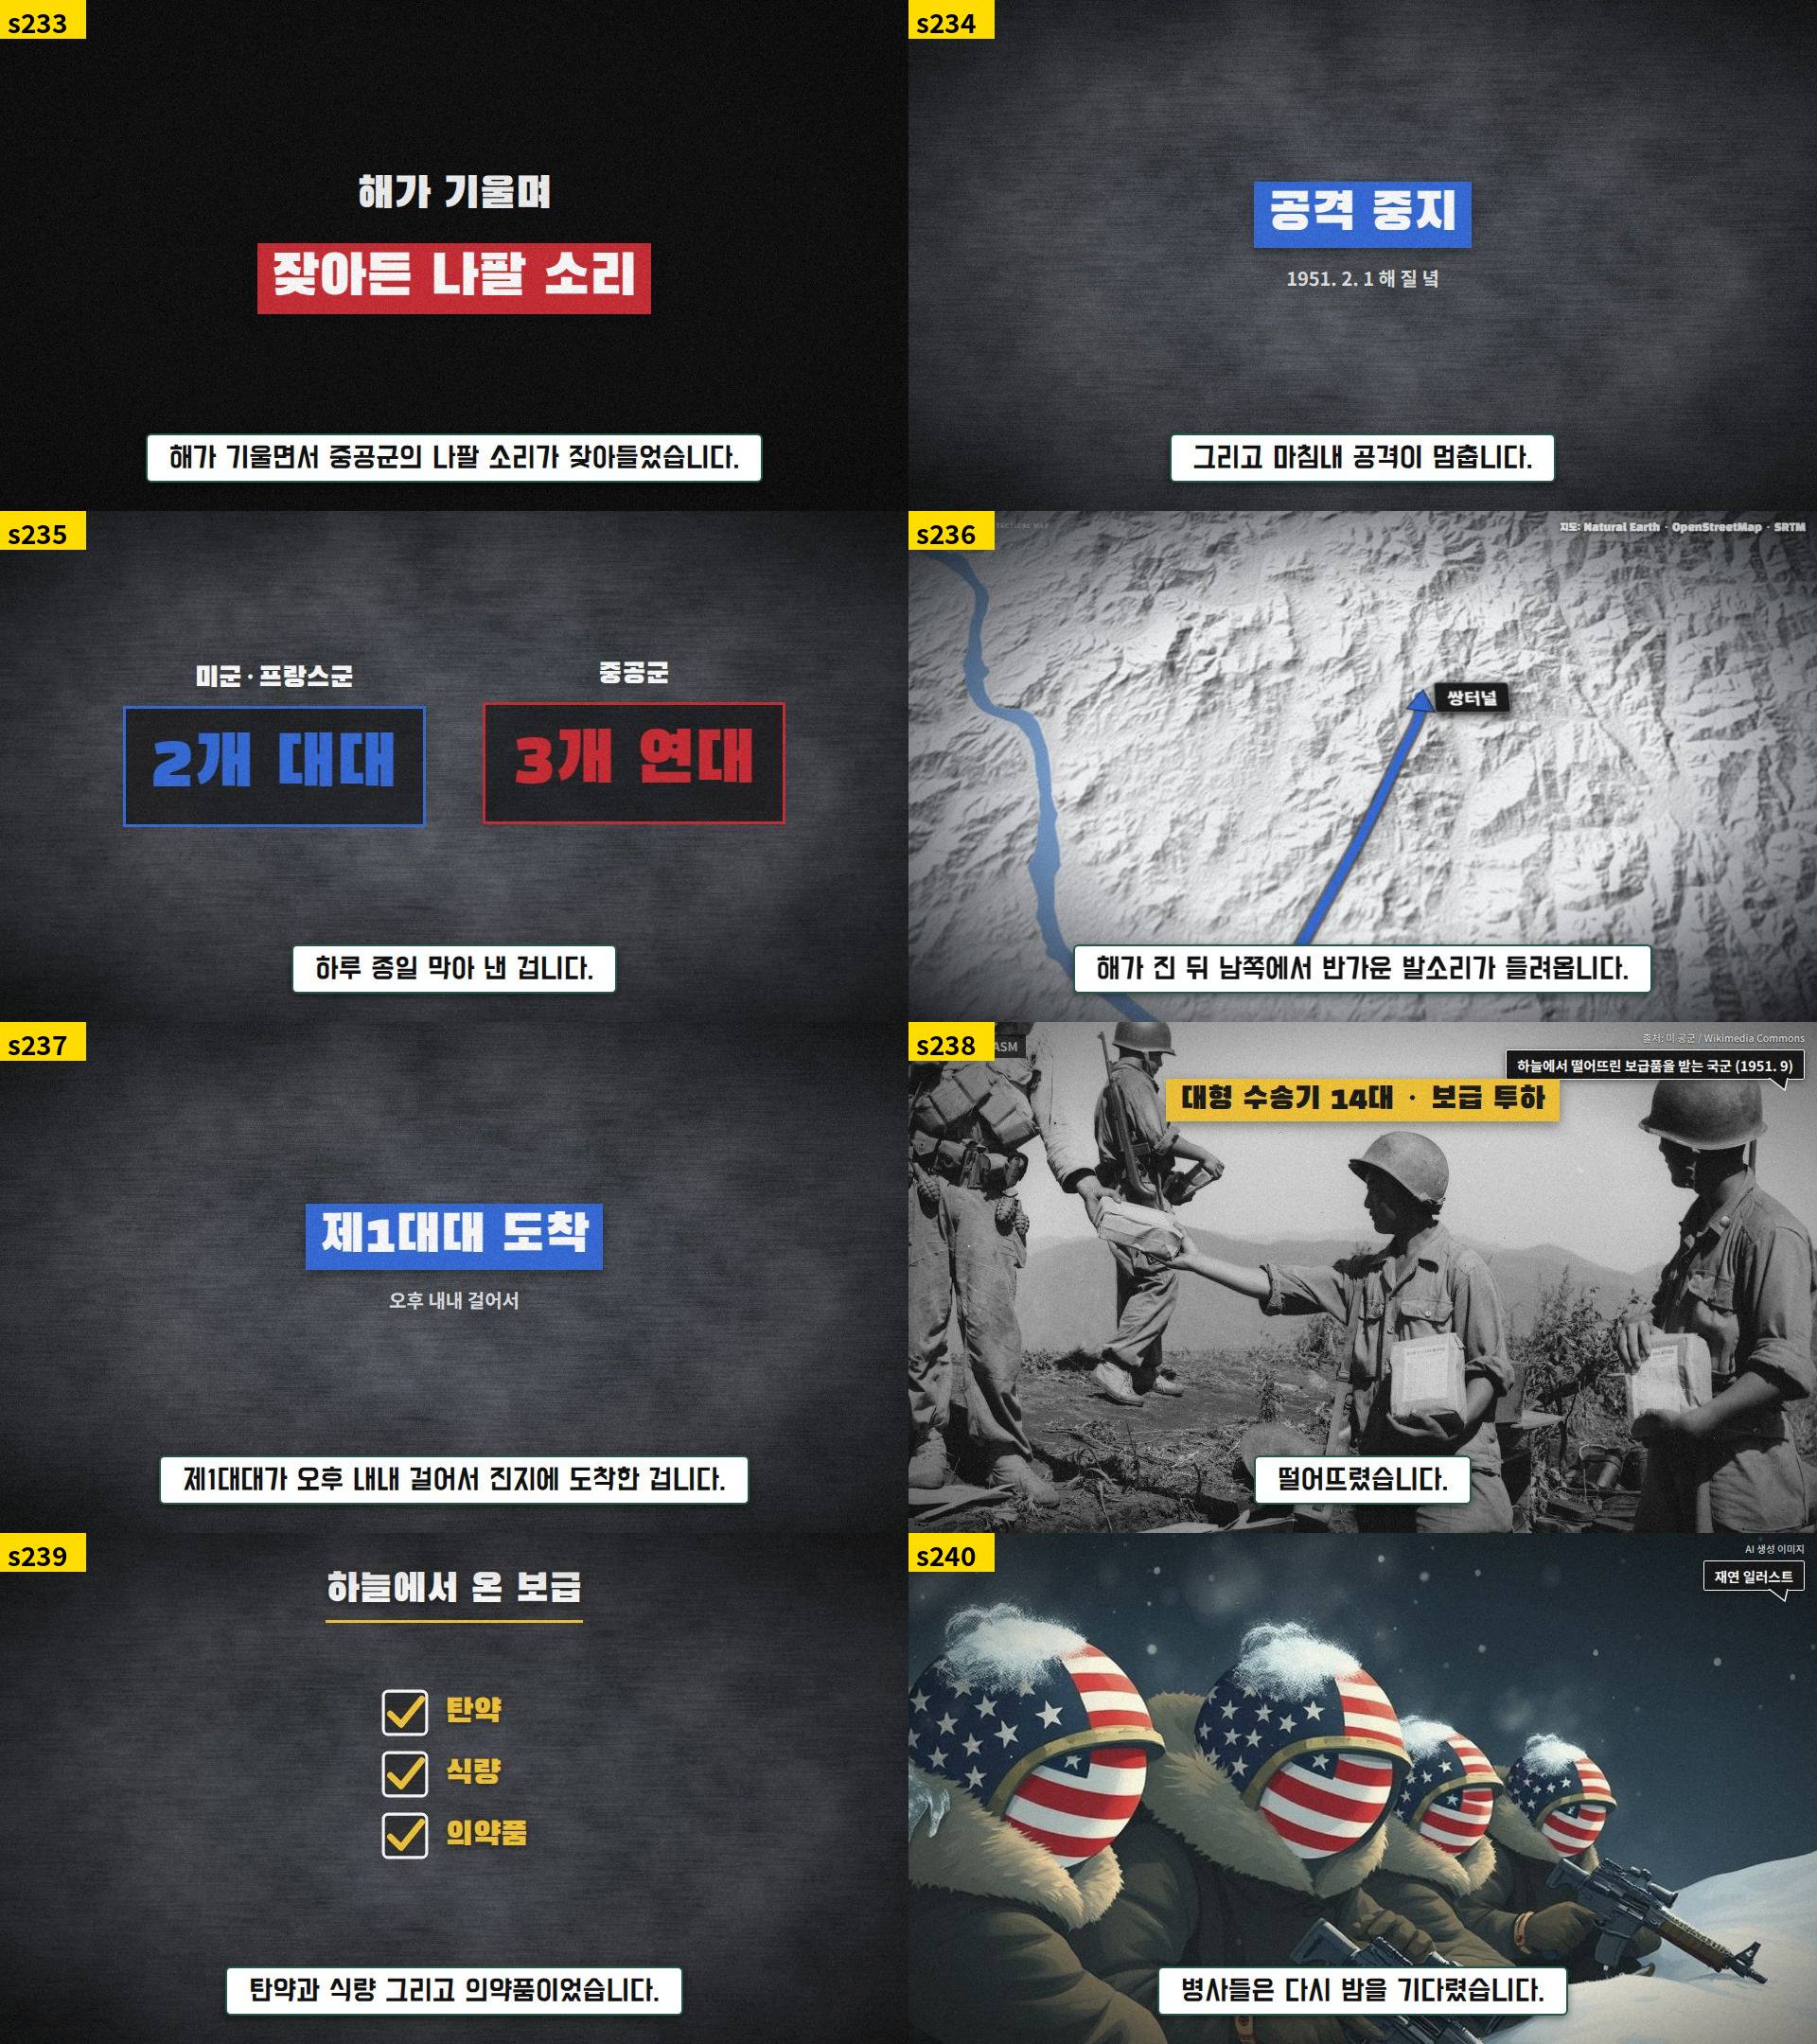 s233
해가 기울며
잦아든 나팔 소리
해가 기울면서 중공군의 나팔 소리가 잦아들었습니다.
s234
공격 중지
1951. 2. 1 해 질 녘
그리고 마침내 공격이 멈춥니다.
s235
미군·프랑스군
2개 대대
중공군
3개 연대
하루 종일 막아 낸 겁니다.
s236
TACTICAL MAP
지도: Natural Earth · OpenStreetMap · SRTM
쌍터널
해가 진 뒤 남쪽에서 반가운 발소리가 들려옵니다.
s237
제1대대 도착
오후 내내 걸어서
제1대대가 오후 내내 걸어서 진지에 도착한 겁니다.
s238
ASM
출처: 미 공군 / Wikimedia Commons
하늘에서 떨어뜨린 보급품을 받는 국군 (1951. 9)
대형 수송기 14대 · 보급 투하
떨어뜨렸습니다.
s239
하늘에서 온 보급
탄약
식량
의약품
탄약과 식량 그리고 의약품이었습니다.
s240
AI 생성 이미지
재연 일러스트
병사들은 다시 밤을 기다렸습니다.